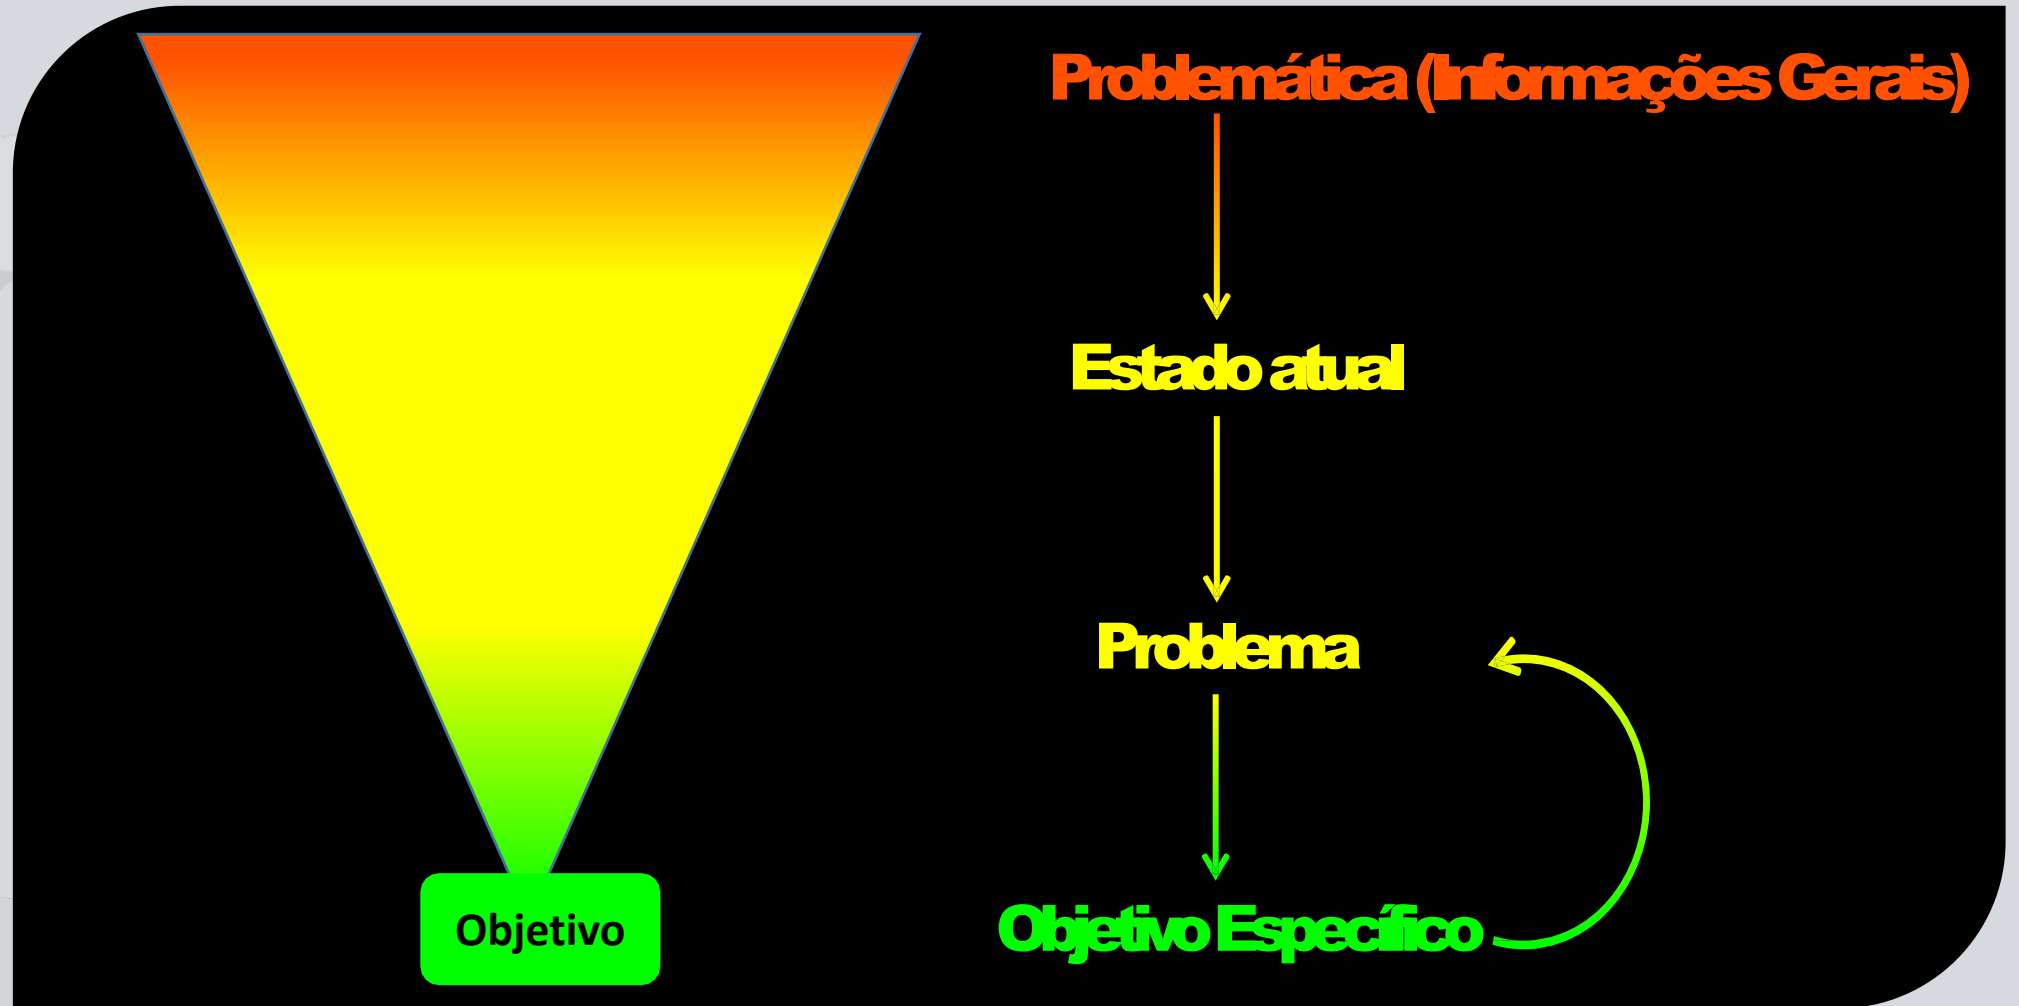 Problemática (Informações Gerais)
Estado atual
Problema
Objetivo Específico
Objetivo